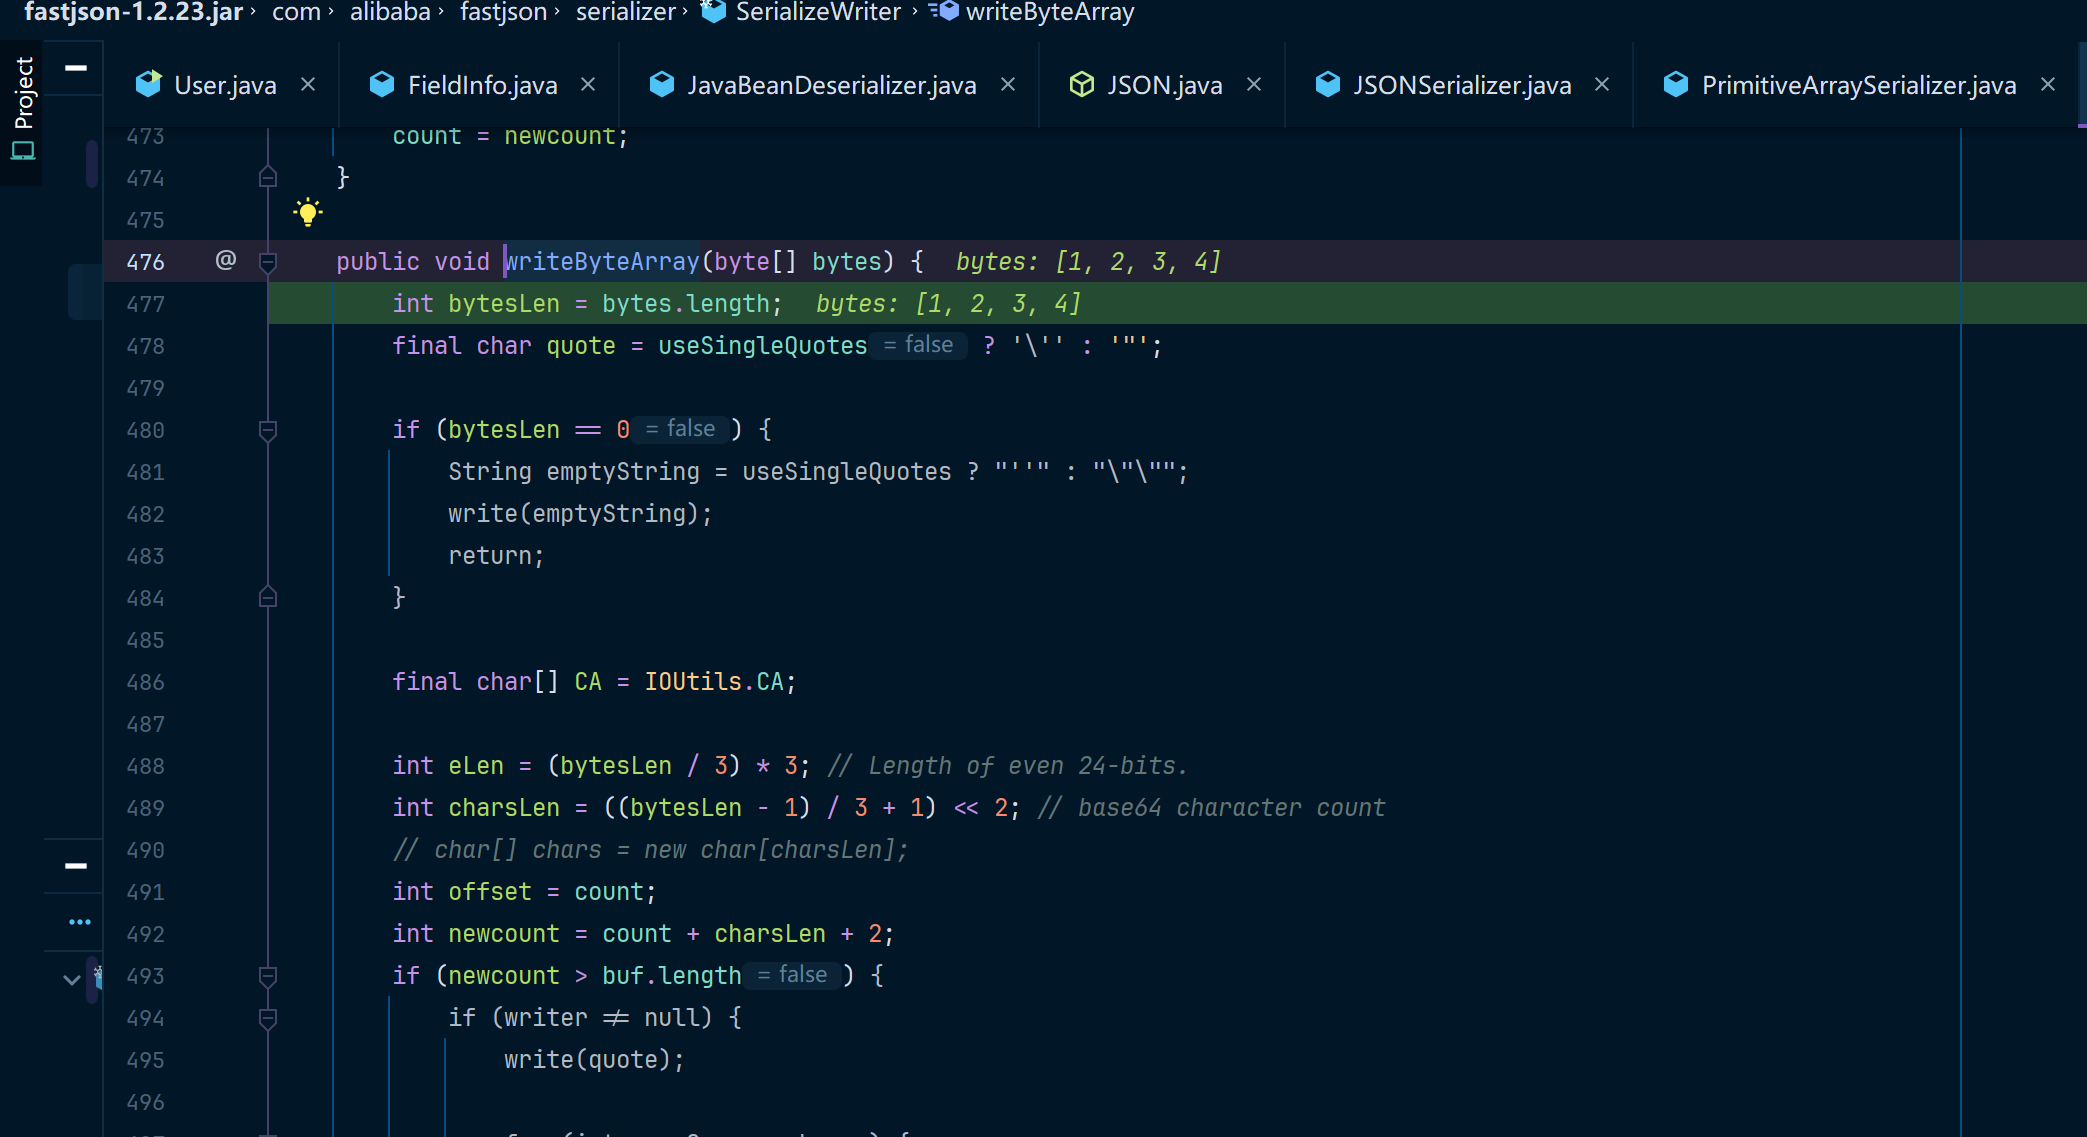 fastjson-1.2.23.jar › com › alibaba › fastjson › serializer › SerializeWriter › writeByteArray
Project
User.java × FieldInfo.java × JavaBeanDeserializer.java × JSON.java × JSONSerializer.java × PrimitiveArraySerializer.java ×
473 count = newcount;
474 }
475
476 @ public void writeByteArray(byte[] bytes) { bytes: [1, 2, 3, 4]
477 int bytesLen = bytes.length; bytes: [1, 2, 3, 4]
478 final char quote = useSingleQuotes = false ? '\'' : '"';
479
480 if (bytesLen == 0 = false ) {
481 String emptyString = useSingleQuotes ? "''" : "\"\"";
482 write(emptyString);
483 return;
484 }
485
486 final char[] CA = IOUtils.CA;
487
488 int eLen = (bytesLen / 3) * 3; // Length of even 24-bits.
489 int charsLen = ((bytesLen - 1) / 3 + 1) << 2; // base64 character count
490 // char[] chars = new char[charsLen];
491 int offset = count;
492 int newcount = count + charsLen + 2;
493 if (newcount > buf.length = false ) {
494 if (writer != null) {
495 write(quote);
496